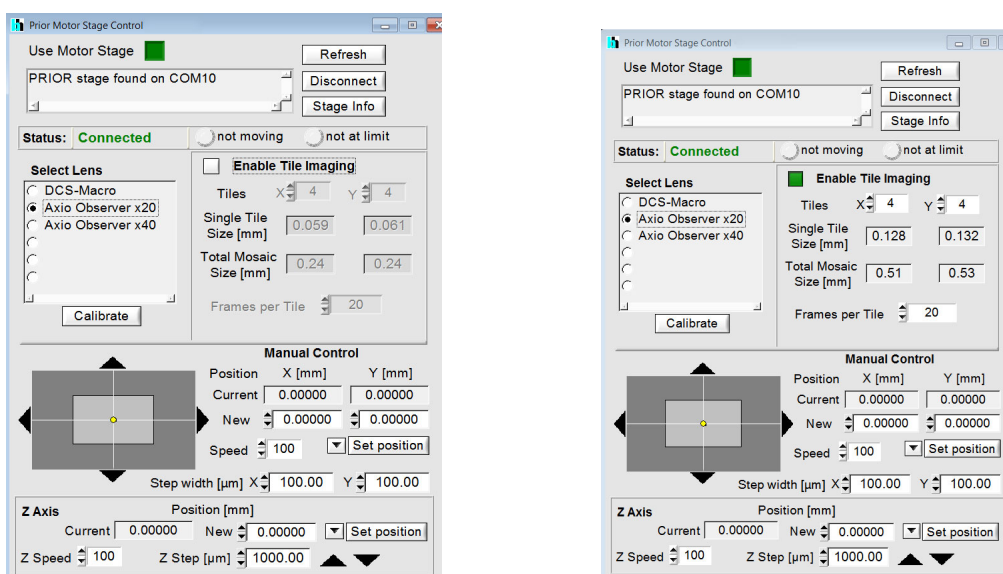 Prior Motor Stage Control
Use Motor Stage
Refresh
PRIOR stage found on COM10
Disconnect
Stage Info
Status: Connected not moving not at limit
Select Lens
DCS-Macro
Axio Observer x20
Axio Observer x40
Calibrate
Enable Tile Imaging
Tiles X 4 Y 4
Single Tile
Size [mm] 0.059 0.061
Total Mosaic
Size [mm] 0.24 0.24
Frames per Tile 20
Manual Control
Position X [mm] Y [mm]
Current 0.00000 0.00000
New 0.00000 0.00000
Speed 100 Set position
Step width [µm] X 100.00 Y 100.00
Z Axis Position [mm]
Current 0.00000 New 0.00000 Set position
Z Speed 100 Z Step [µm] 1000.00
Prior Motor Stage Control
Use Motor Stage
Refresh
PRIOR stage found on COM10
Disconnect
Stage Info
Status: Connected not moving not at limit
Select Lens
DCS-Macro
Axio Observer x20
Axio Observer x40
Calibrate
Enable Tile Imaging
Tiles X 4 Y 4
Single Tile
Size [mm] 0.128 0.132
Total Mosaic
Size [mm] 0.51 0.53
Frames per Tile 20
Manual Control
Position X [mm] Y [mm]
Current 0.00000 0.00000
New 0.00000 0.00000
Speed 100 Set position
Step width [µm] X 100.00 Y 100.00
Z Axis Position [mm]
Current 0.00000 New 0.00000 Set position
Z Speed 100 Z Step [µm] 1000.00